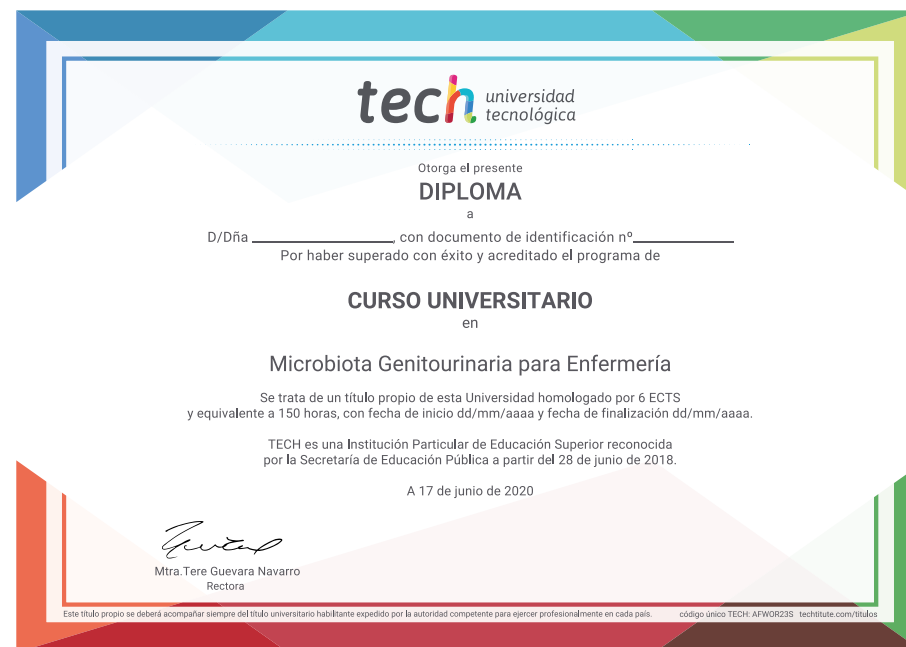 tech universidad
tecnológica
Otorga el presente
DIPLOMA
a
D/Dña ____________________, con documento de identificación nº______________
Por haber superado con éxito y acreditado el programa de
CURSO UNIVERSITARIO
en
Microbiota Genitourinaria para Enfermería
Se trata de un título propio de esta Universidad homologado por 6 ECTS
y equivalente a 150 horas, con fecha de inicio dd/mm/aaaa y fecha de finalización dd/mm/aaaa.
TECH es una Institución Particular de Educación Superior reconocida
por la Secretaría de Educación Pública a partir del 28 de junio de 2018.
A 17 de junio de 2020
Mtra.Tere Guevara Navarro
Rectora
Este título propio se deberá acompañar siempre del título universitario habilitante expedido por la autoridad competente para ejercer profesionalmente en cada país. código único TECH: AFWOR23S techtitute.com/titulos